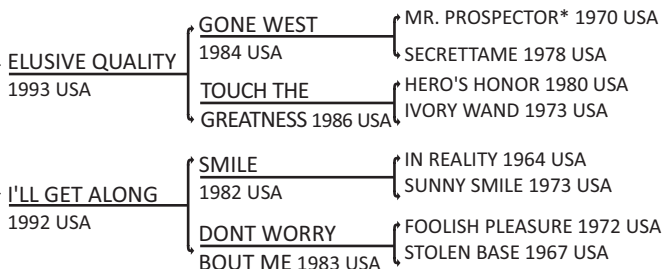 ELUSIVE QUALITY
1993 USA
GONE WEST
1984 USA
MR. PROSPECTOR* 1970 USA
SECRETTAME 1978 USA
TOUCH THE
GREATNESS 1986 USA
HERO'S HONOR 1980 USA
IVORY WAND 1973 USA
I'LL GET ALONG
1992 USA
SMILE
1982 USA
IN REALITY 1964 USA
SUNNY SMILE 1973 USA
DONT WORRY
BOUT ME 1983 USA
FOOLISH PLEASURE 1972 USA
STOLEN BASE 1967 USA